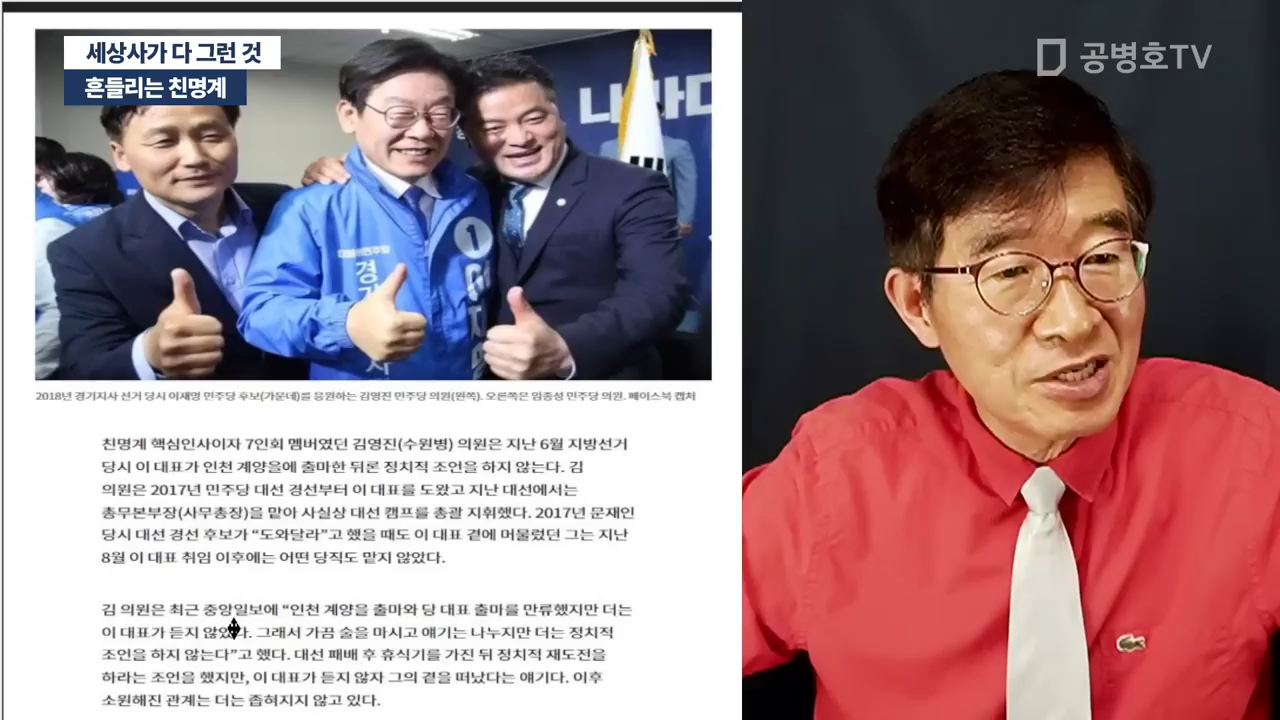 세상사가 다 그런 것
흔들리는 친명계
공병호TV
나
대
1
경
2018년 경기지사 선거 당시 이재명 민주당 후보(가운데)를 응원하는 김영진 민주당 의원(왼쪽). 오른쪽은 임종성 민주당 의원. 페이스북 캡처
친명계 핵심인사이자 7인회 멤버였던 김영진(수원병) 의원은 지난 6월 지방선거
당시 이 대표가 인천 계양을에 출마한 뒤론 정치적 조언을 하지 않는다. 김
의원은 2017년 민주당 대선 경선부터 이 대표를 도왔고 지난 대선에서는
총무본부장(사무총장)을 맡아 사실상 대선 캠프를 총괄 지휘했다. 2017년 문재인
당시 대선 경선 후보가 “도와달라”고 했을 때도 이 대표 곁에 머물렀던 그는 지난
8월 이 대표 취임 이후에는 어떤 당직도 맡지 않았다.
김 의원은 최근 중앙일보에 “인천 계양을 출마와 당 대표 출마를 만류했지만 더는
이 대표가 듣지 않았다. 그래서 가끔 술을 마시고 얘기는 나누지만 더는 정치적
조언을 하지 않는다”고 했다. 대선 패배 후 휴식기를 가진 뒤 정치적 재도전을
하라는 조언을 했지만, 이 대표가 듣지 않자 그의 곁을 떠났다는 얘기다. 이후
소원해진 관계는 더는 좁혀지지 않고 있다.